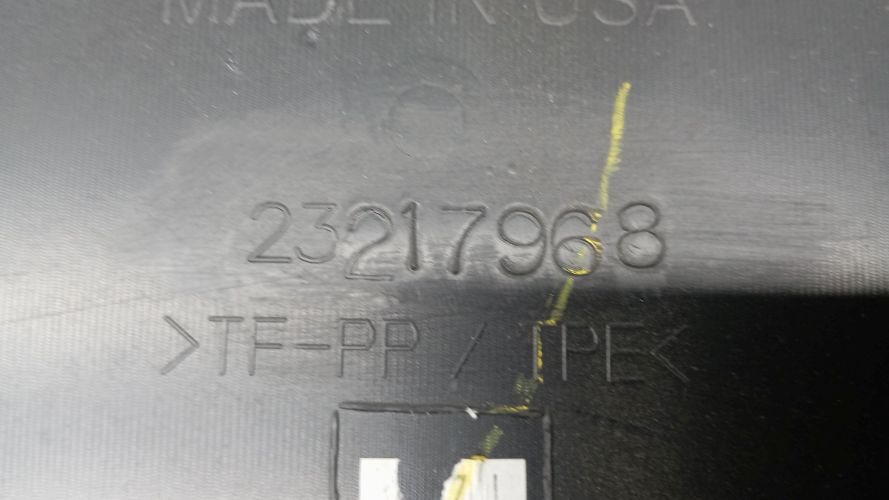 MADE IN USA
23217968
>TF-PP / TPE<